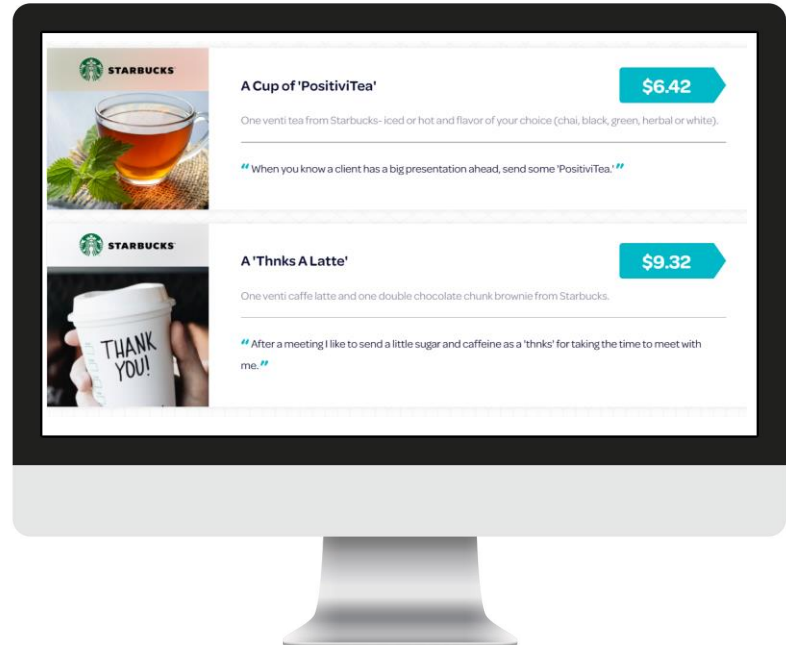 STARBUCKS
A Cup of 'PositiviTea'
$6.42
One venti tea from Starbucks- iced or hot and flavor of your choice (chai, black, green, herbal or white).
“ When you know a client has a big presentation ahead, send some 'PositiviTea.' ”
STARBUCKS
A 'Thnks A Latte'
$9.32
One venti caffe latte and one double chocolate chunk brownie from Starbucks.
THANK
YOU!
“ After a meeting I like to send a little sugar and caffeine as a 'thnks' for taking the time to meet with
me. ”